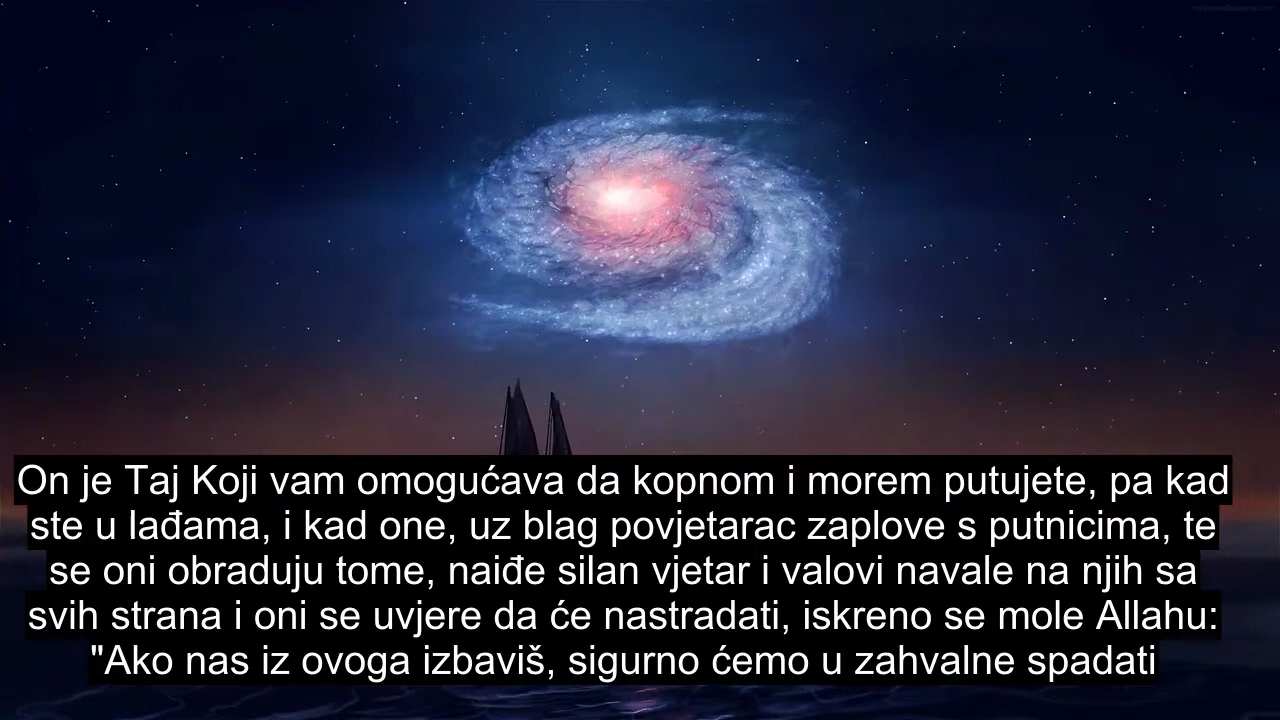 On je Taj Koji vam omogućava da kopnom i morem putujete, pa kad
ste u lađama, i kad one, uz blag povjetarac zaplove s putnicima, te
se oni obraduju tome, naiđe silan vjetar i valovi navale na njih sa
svih strana i oni se uvjere da će nastradati, iskreno se mole Allahu:
"Ako nas iz ovoga izbaviš, sigurno ćemo u zahvalne spadati